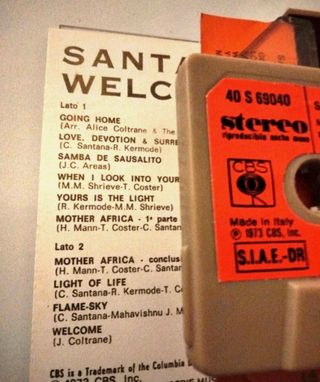 SANTA
WELC
Lato 1
GOING HOME
(Arr. Alice Coltrane & The
LOVE, DEVOTION & SURRE
(C. Santana-R. Kermode)
SAMBA DE SAUSALITO
(J.C. Areas)
WHEN I LOOK INTO YOUR
(M.M. Shrieve-T. Coster)
YOURS IS THE LIGHT
(R. Kermode-M.M. Shrieve)
MOTHER AFRICA - 1ª parte
(H. Mann-T. Coster-C. Sant
Lato 2
MOTHER AFRICA - conclus
(H. Mann-T. Coster-C. Santan
LIGHT OF LIFE
(C. Santana-R. Kermode-T. C
FLAME-SKY
(C. Santana-Mahavishnu J. M
WELCOME
(J. Coltrane)
CBS is a Trademark of the Columbia
1973 CBS, Inc.
40 S 69040
stereo
riproducibile anche mono
CBS
Made in Italy
℗ 1973 CBS, Inc.
S.I.A.E.-DR